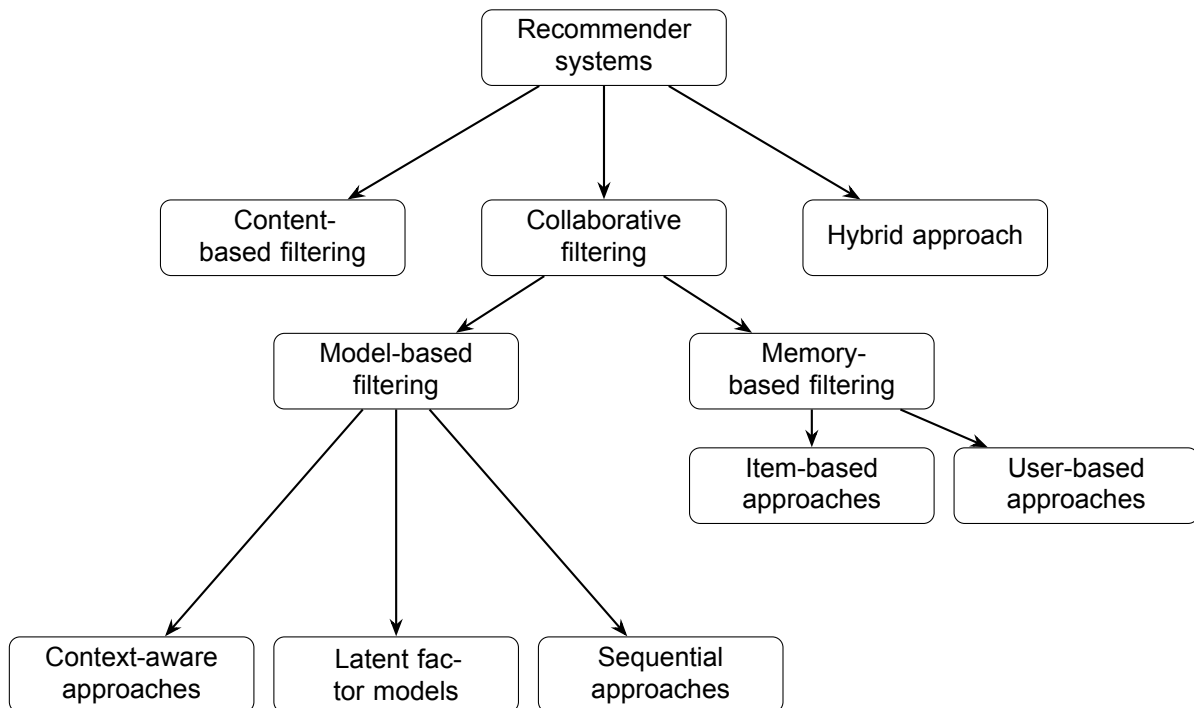 Recommender
systems
Content-
based filtering
Collaborative
filtering
Hybrid approach
Model-based
filtering
Memory-
based filtering
Item-based
approaches
User-based
approaches
Context-aware
approaches
Latent fac-
tor models
Sequential
approaches